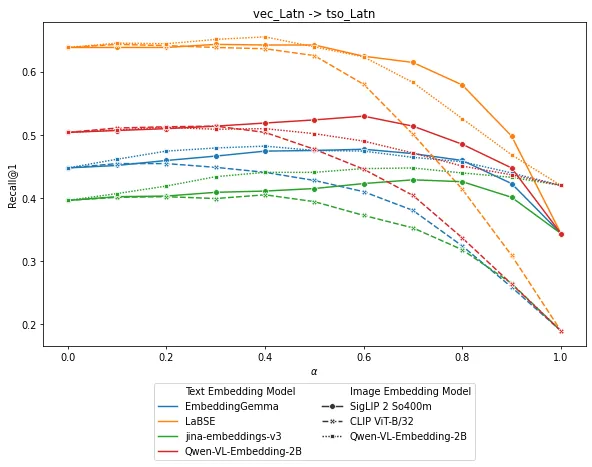 vec_Latn -> tso_Latn
Recall@1
0.6
0.5
0.4
0.3
0.2
0.0 0.2 0.4 0.6 0.8 1.0
α
Text Embedding Model Image Embedding Model
EmbeddingGemma SigLIP 2 So400m
LaBSE CLIP ViT-B/32
jina-embeddings-v3 Qwen-VL-Embedding-2B
Qwen-VL-Embedding-2B